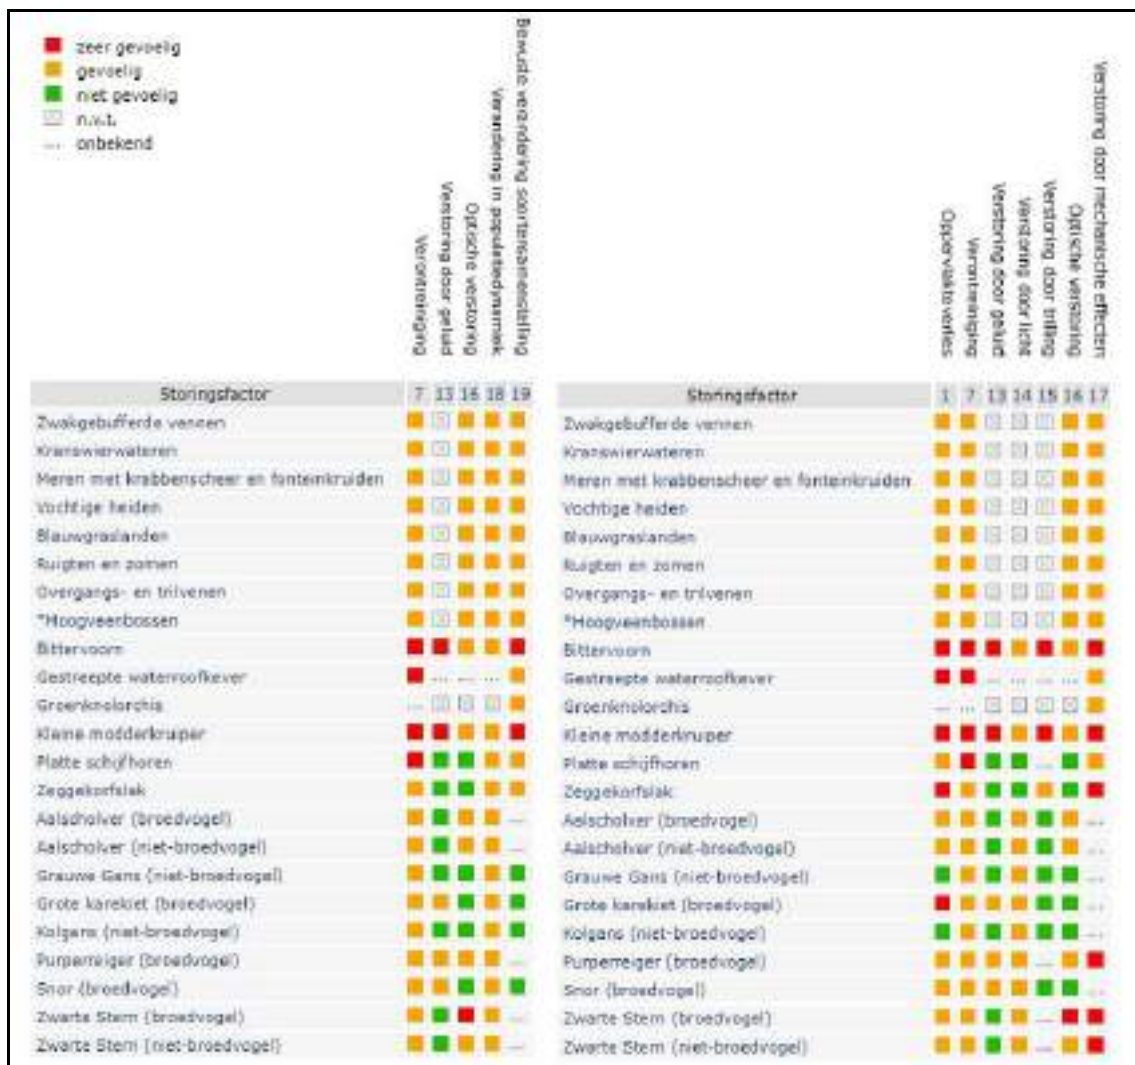 zeer gevoelig
gevoelig
niet gevoelig
n.v.t.
... onbekend
Verontreiniging
Verstoring door geluid
Optische verstoring
Verandering in populatiedynamiek
Bewuste verandering soortensamenstelling
Storingsfactor 7 13 16 18 19
Zwakgebufferde vennen
Kranswierwateren
Meren met krabbenscheer en fonteinkruiden
Vochtige heiden
Blauwgraslanden
Ruigten en zomen
Overgangs- en trilvenen
*Hoogveenbossen
Bittervoorn
Gestreepte waterroofkever ... ... ...
Groenknolorchis ...
Kleine modderkruiper
Platte schijfhoren
Zeggekorfslak
Aalscholver (broedvogel) ...
Aalscholver (niet-broedvogel) ...
Grauwe Gans (niet-broedvogel)
Grote karekiet (broedvogel)
Kolgans (niet-broedvogel)
Purperreiger (broedvogel) ...
Snor (broedvogel)
Zwarte Stern (broedvogel) ...
Zwarte Stern (niet-broedvogel) ...
Oppervlakteverlies
Verontreiniging
Verstoring door geluid
Verstoring door licht
Verstoring door trilling
Optische verstoring
Verstoring door mechanische effecten
Storingsfactor 1 7 13 14 15 16 17
Zwakgebufferde vennen
Kranswierwateren
Meren met krabbenscheer en fonteinkruiden
Vochtige heiden
Blauwgraslanden
Ruigten en zomen
Overgangs- en trilvenen
*Hoogveenbossen
Bittervoorn
Gestreepte waterroofkever ... ... ... ...
Groenknolorchis ... ...
Kleine modderkruiper
Platte schijfhoren ...
Zeggekorfslak
Aalscholver (broedvogel) ...
Aalscholver (niet-broedvogel) ...
Grauwe Gans (niet-broedvogel) ...
Grote karekiet (broedvogel) ...
Kolgans (niet-broedvogel) ...
Purperreiger (broedvogel) ...
Snor (broedvogel) ...
Zwarte Stern (broedvogel) ...
Zwarte Stern (niet-broedvogel) ...